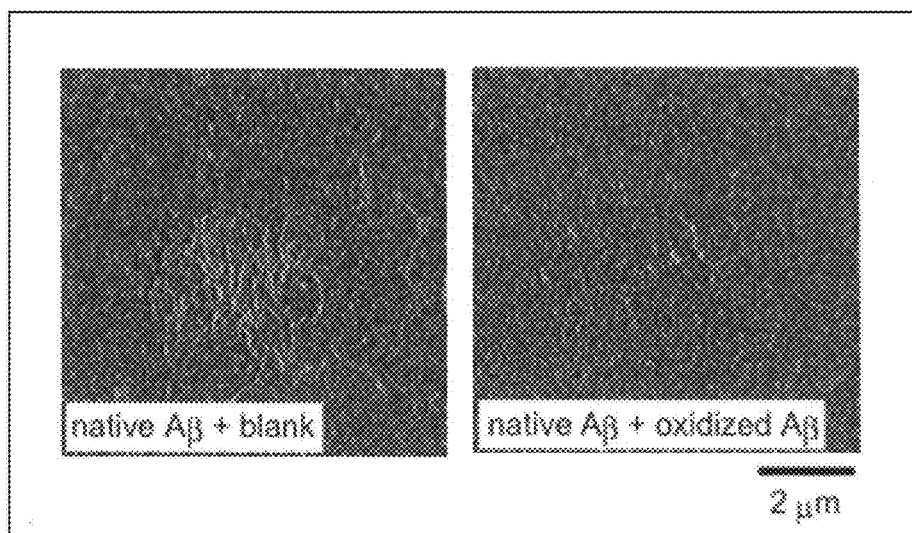 native Aβ + blank
native Aβ + oxidized Aβ
2 μm